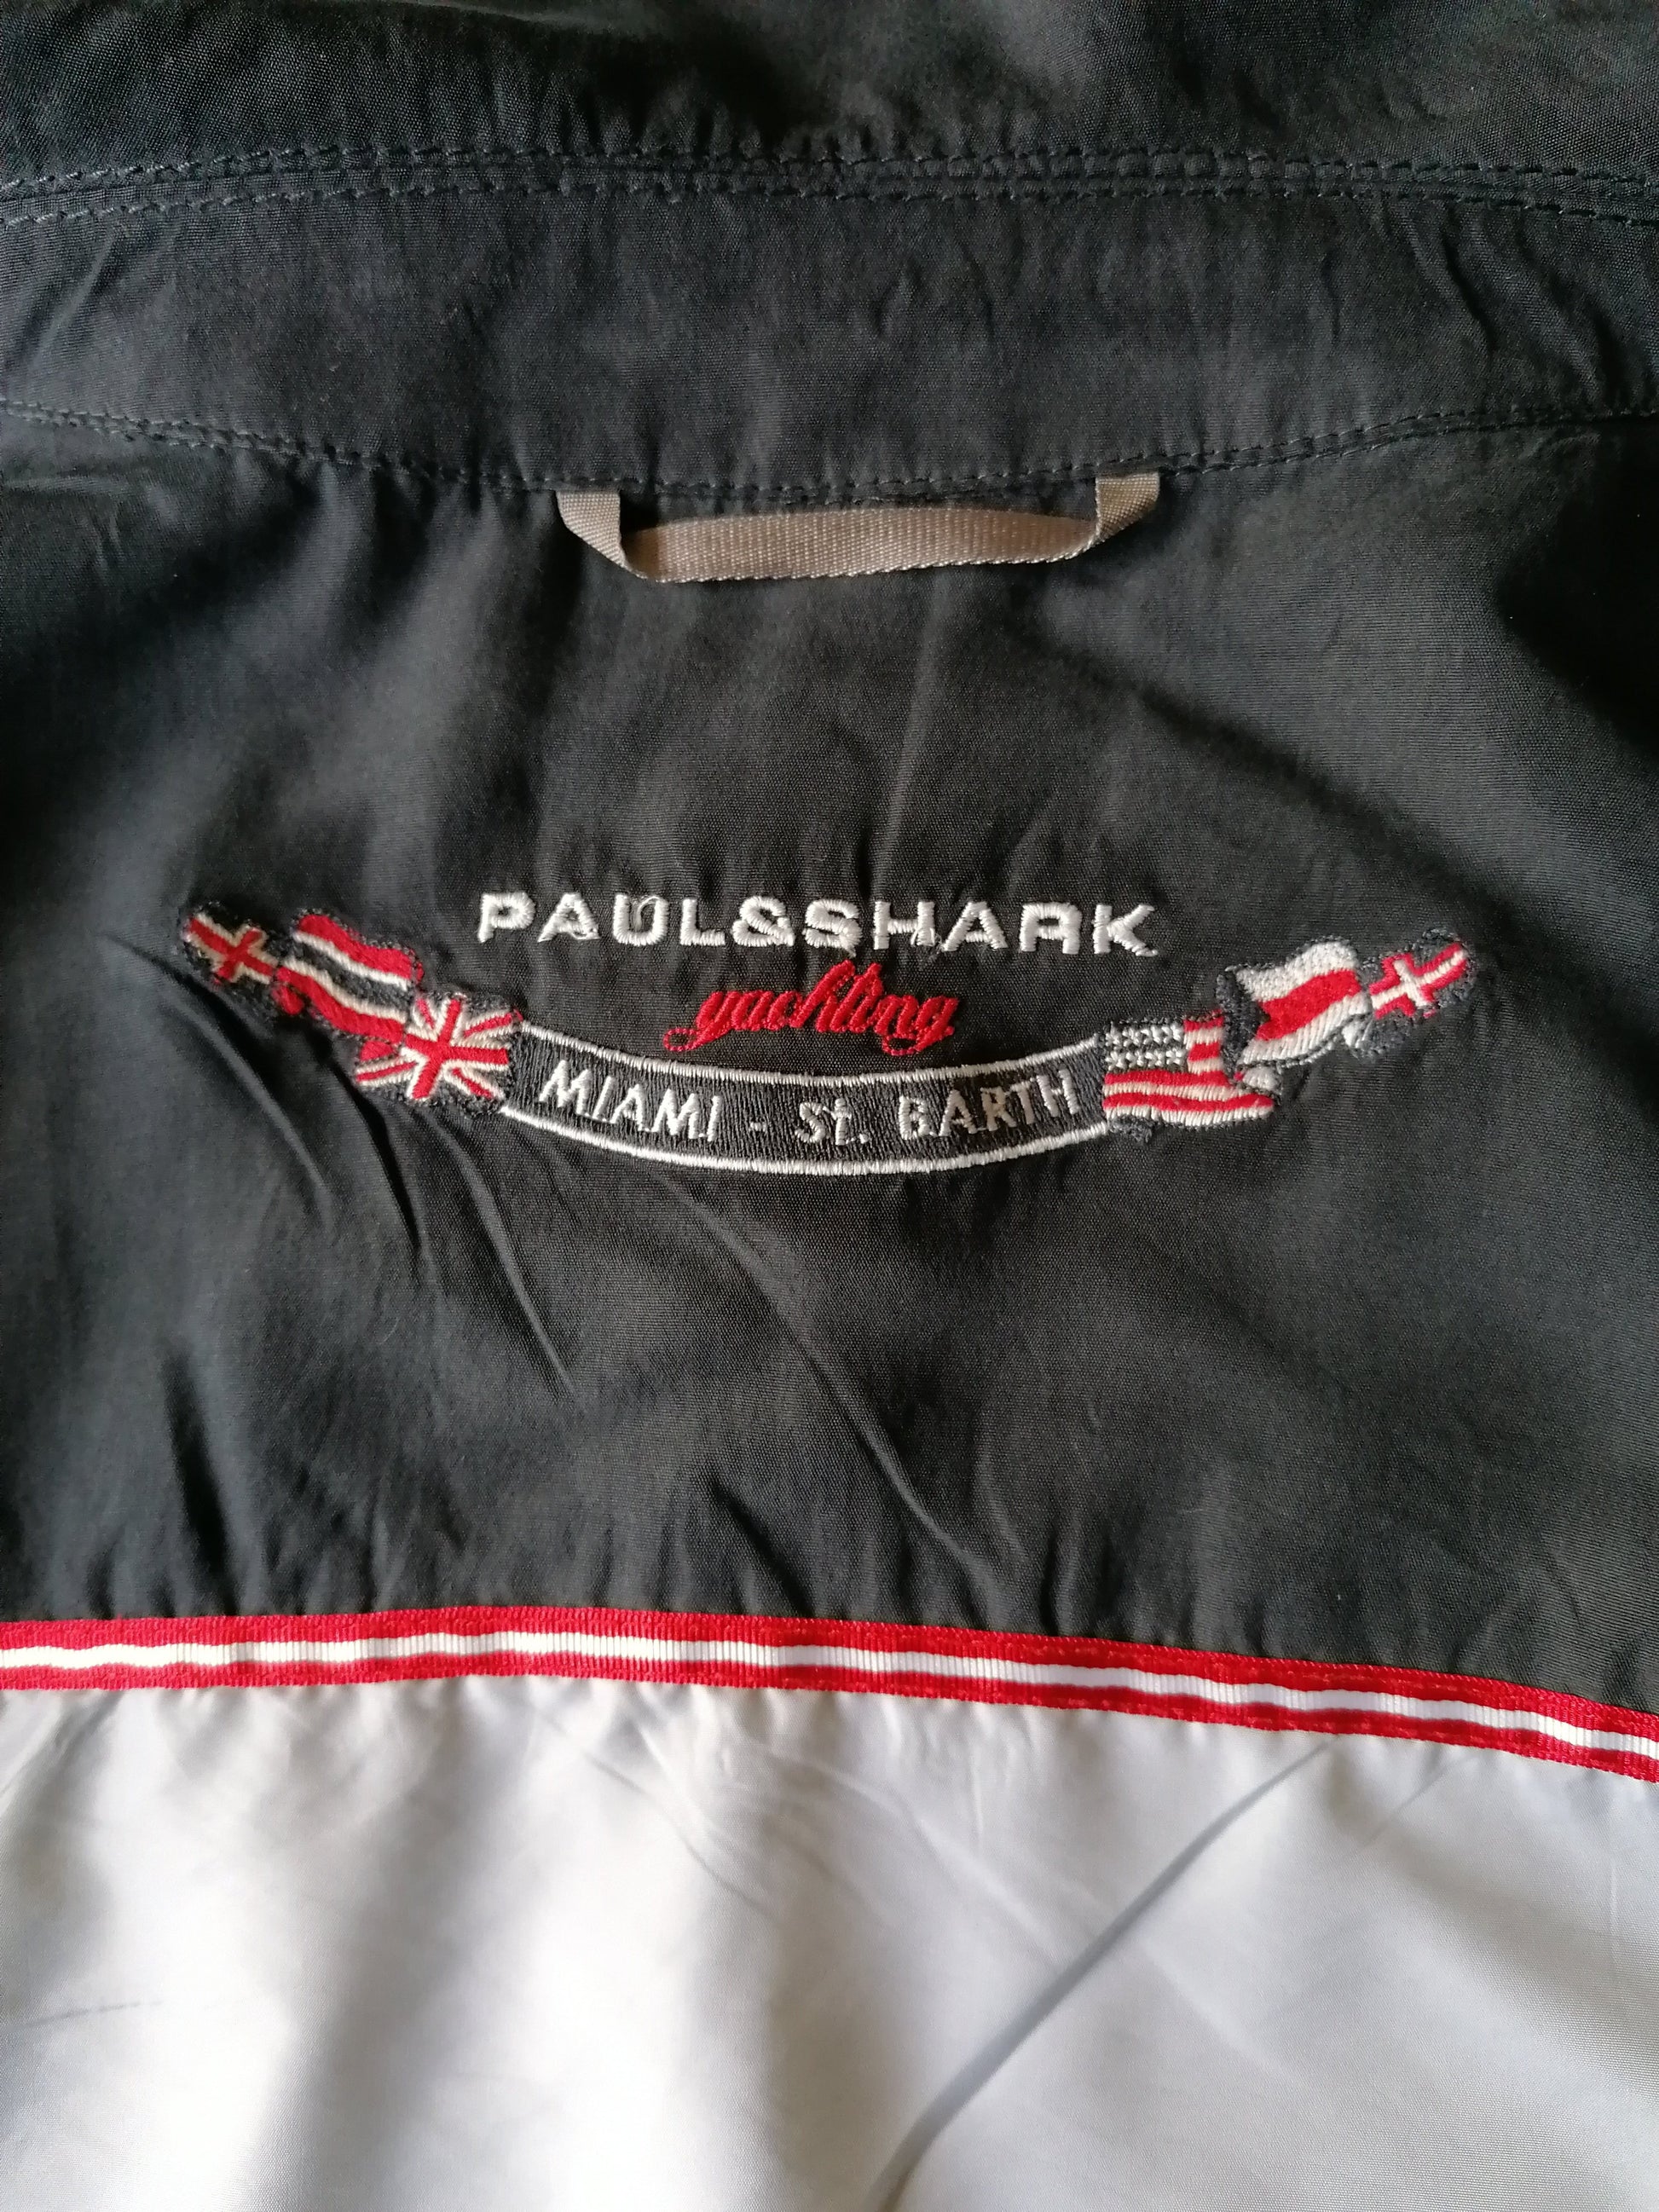 PAUL&SHARK
yachting
MIAMI - St. BARTH